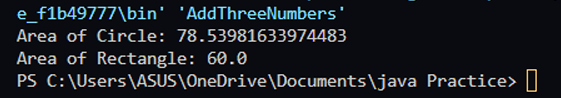 e_f1b49777\bin' 'AddThreeNumbers'
Area of Circle: 78.53981633974483
Area of Rectangle: 60.0
PS C:\Users\ASUS\OneDrive\Documents\java Practice>